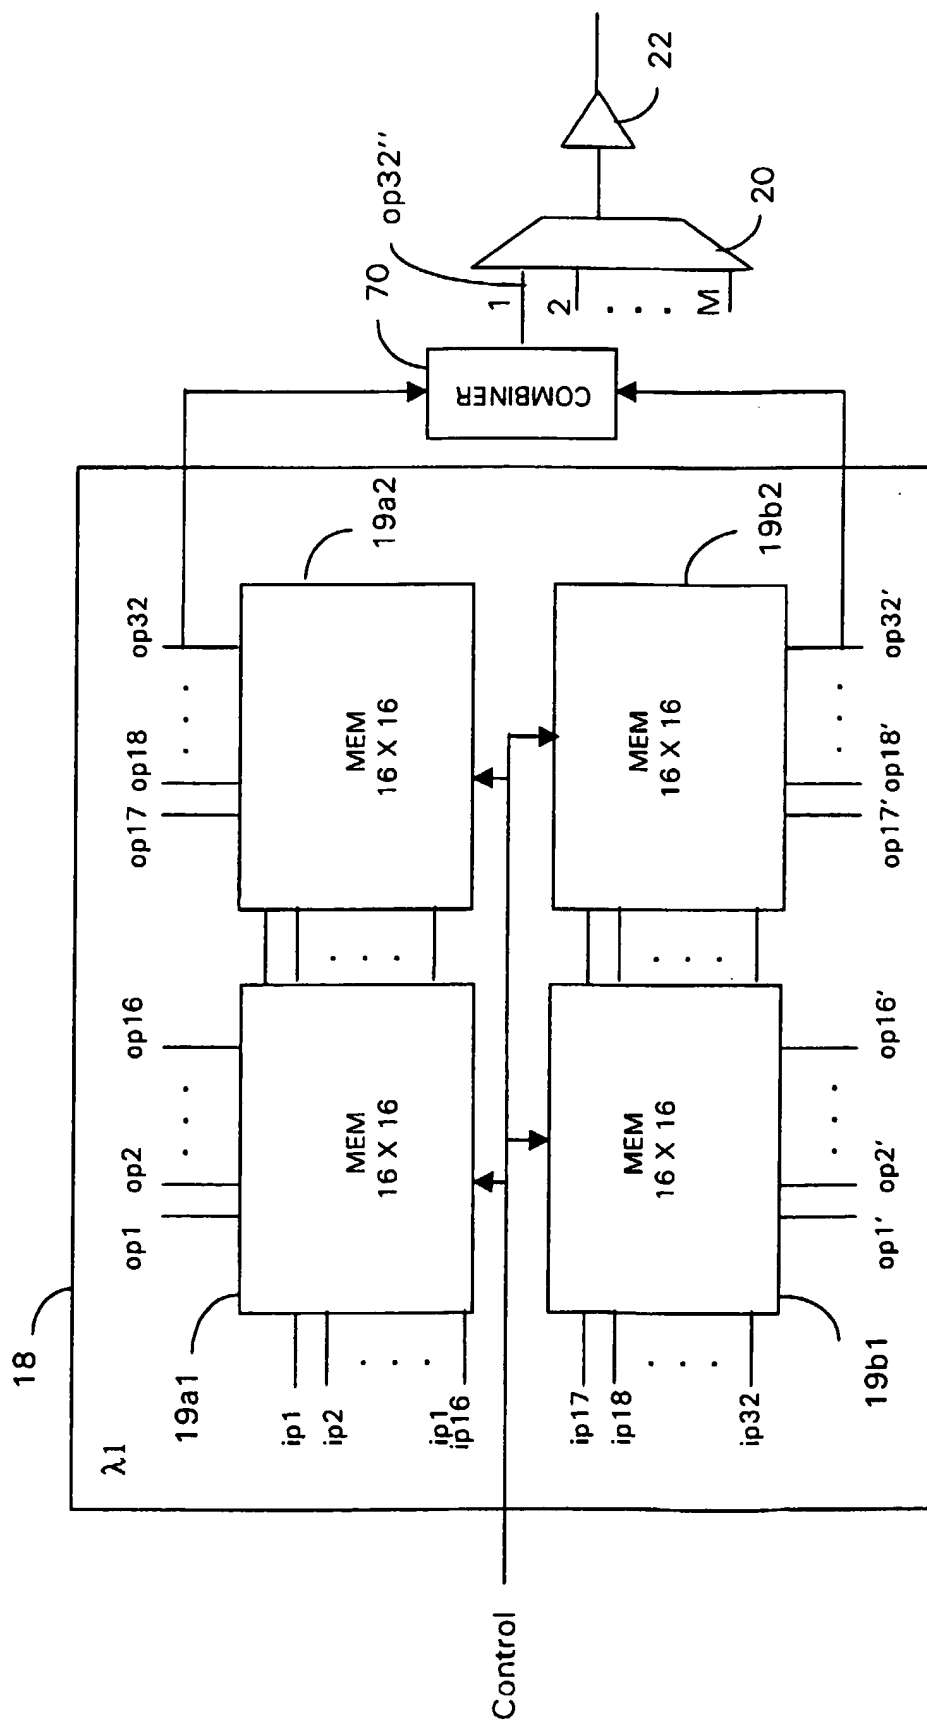 18
λ1
19a1
op1
op2
. . .
op16
op17
op18
. . .
op32
19a2
70
op32''
22
ip1
ip2
. . .
ip1
ip16
MEM
16 X 16
. . .
MEM
16 X 16
COMBINER
1
2
. . .
M
20
Control
ip17
ip18
. . .
ip32
MEM
16 X 16
. . .
MEM
16 X 16
19b1
op1'
op2'
. . .
op16'
op17'
op18'
. . .
op32'
19b2